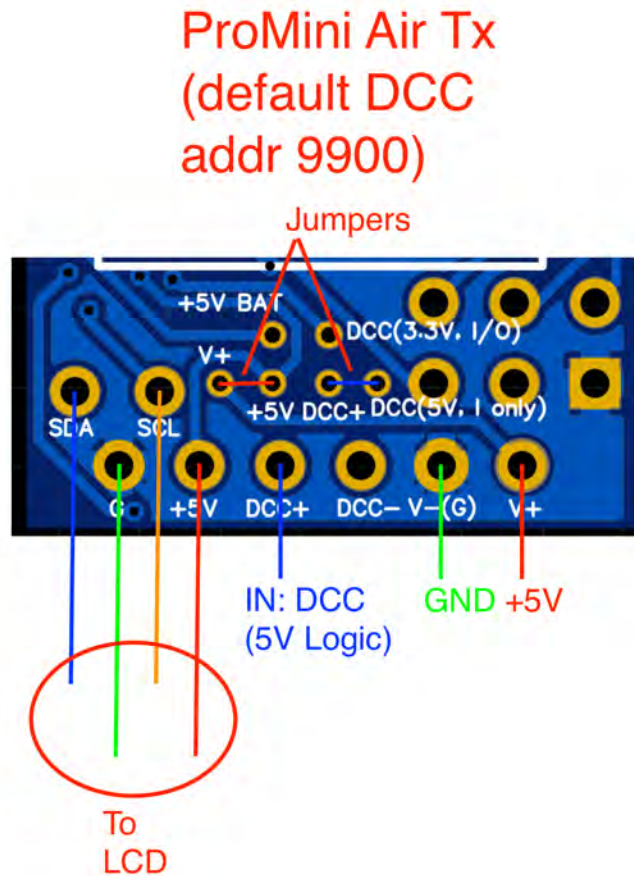 ProMini Air Tx
(default DCC
addr 9900)
Jumpers
+5V BAT
DCC(3.3V, I/O)
V+
+5V DCC+ DCC(5V, I only)
SDA SCL
G +5V DCC+ DCC- V-(G) V+
IN: DCC GND +5V
(5V Logic)
To
LCD